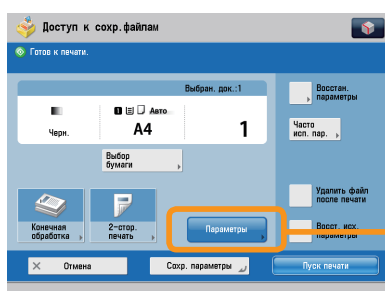 Доступ к сохр.файлам
Готов к печати.
Выбран. док.:1
Восстан.
параметры
Авто
Черн.
A4
1
Часто
исп. пар.
Выбор
бумаги
Удалить файл
после печати
Конечная
обработка
2-стор.
печать
Параметры
Восст. исх.
параметры
Отмена
Сохр. параметры
Пуск печати